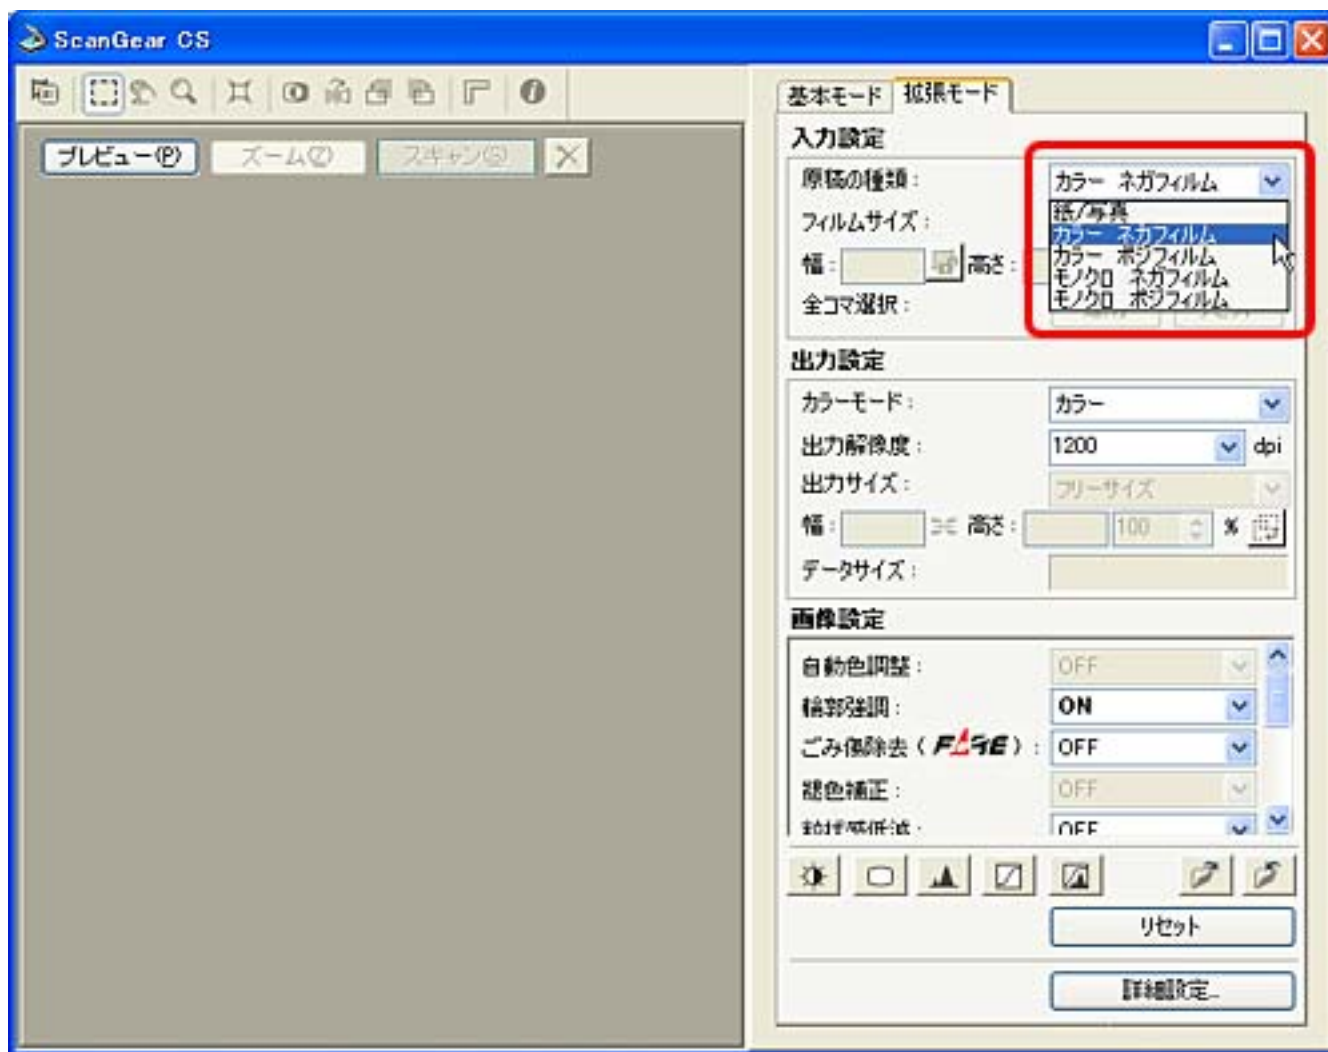 ScanGear CS
プレビュー(P) ズーム(Z) スキャン(S)
基本モード 拡張モード
入力設定
原稿の種類： カラー ネガフィルム
紙/写真
カラー ネガフィルム
カラー ポジフィルム
モノクロ ネガフィルム
モノクロ ポジフィルム
フィルムサイズ：
幅： 高さ：
全コマ選択：
出力設定
カラーモード： カラー
出力解像度： 1200 dpi
出力サイズ： フリーサイズ
幅： 高さ： 100 %
データサイズ：
画像設定
自動色調整： OFF
輪郭強調： ON
ごみ傷除去（FARE）： OFF
褪色補正： OFF
粒状感低減： OFF
リセット
詳細設定...